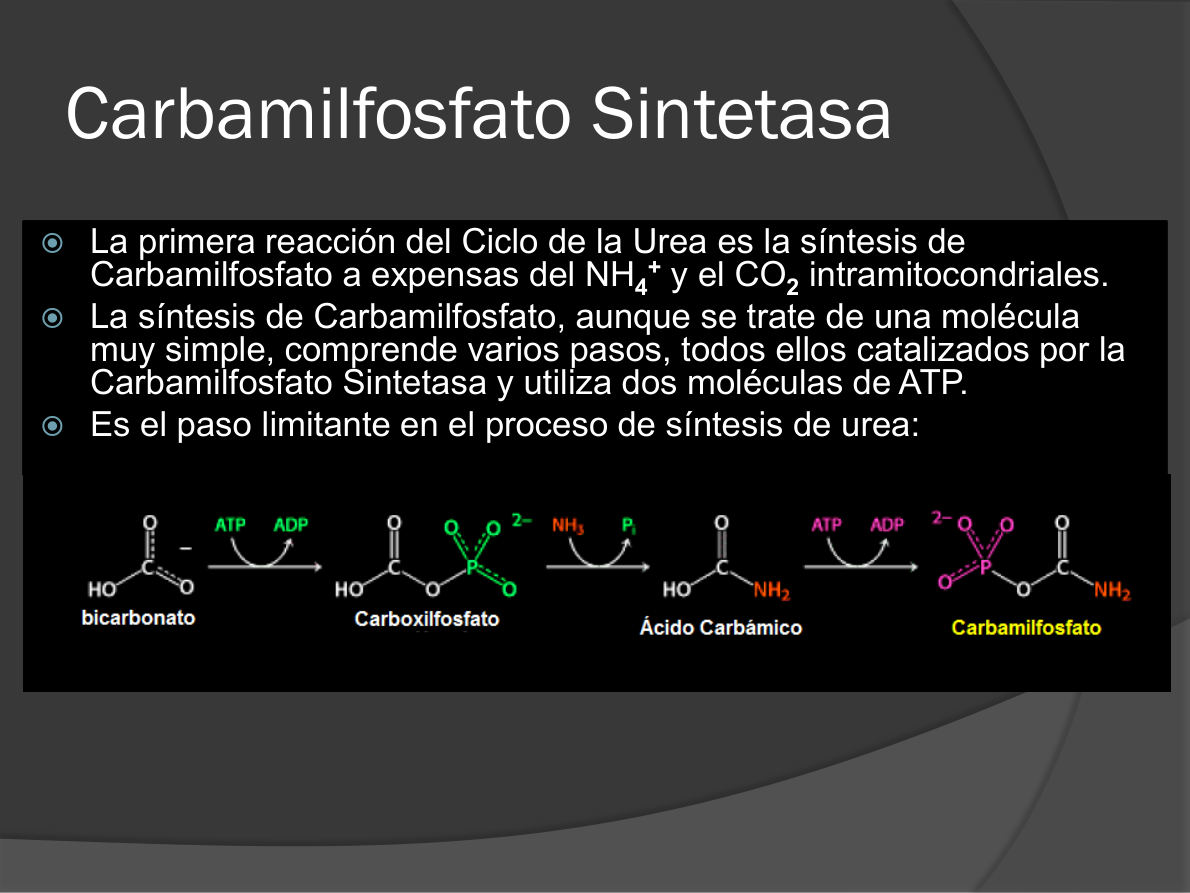 Carbamilfosfato Sintetasa
La primera reacción del Ciclo de la Urea es la síntesis de
Carbamilfosfato a expensas del NH₄⁺ y el CO₂ intramitocondriales.
La síntesis de Carbamilfosfato, aunque se trate de una molécula
muy simple, comprende varios pasos, todos ellos catalizados por la
Carbamilfosfato Sintetasa y utiliza dos moléculas de ATP.
Es el paso limitante en el proceso de síntesis de urea:
O ATP ADP O O O 2− NH₃ Pᵢ O ATP ADP 2− O O O
−
C C P C P C
HO O HO O O HO NH₂ O O NH₂
bicarbonato Carboxilfosfato Ácido Carbámico Carbamilfosfato